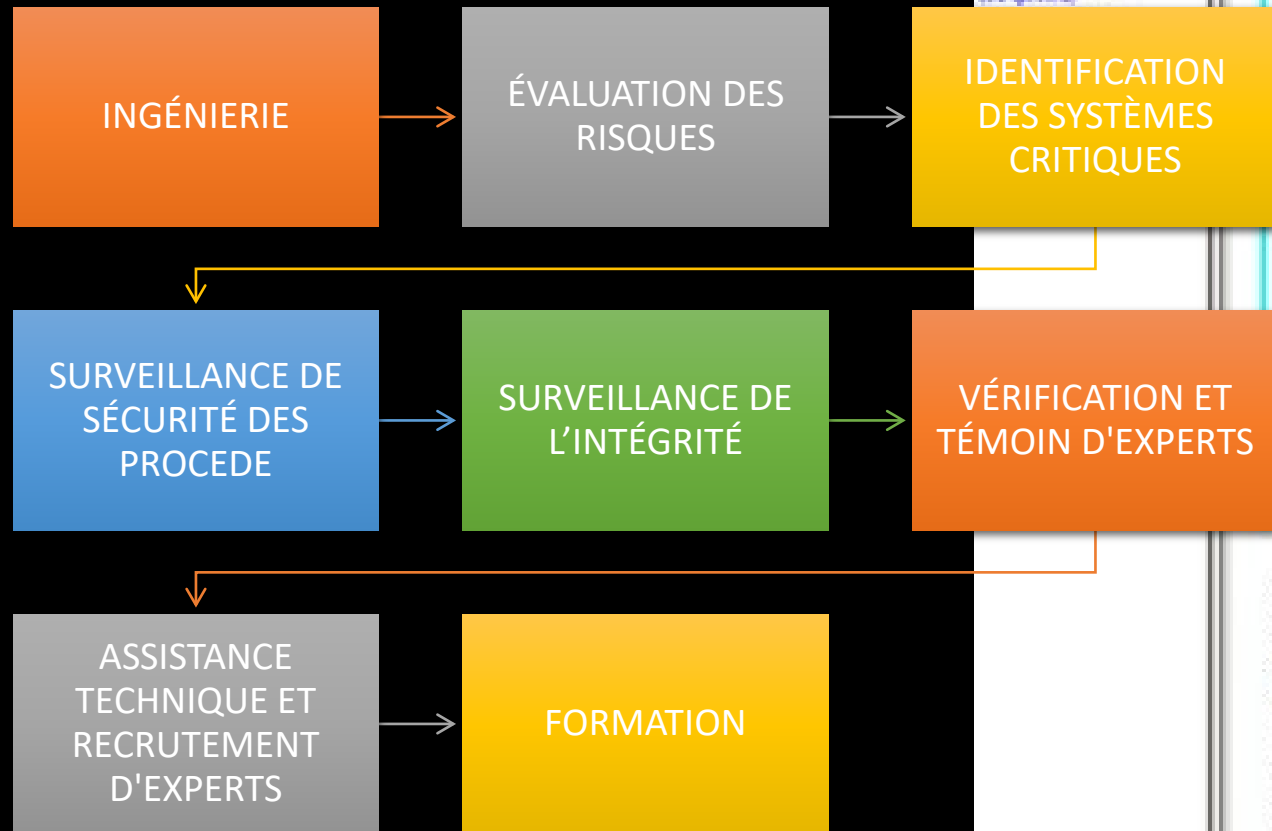 INGÉNIERIE
ÉVALUATION DES
RISQUES
IDENTIFICATION
DES SYSTÈMES
CRITIQUES
SURVEILLANCE DE
SÉCURITÉ DES
PROCEDE
SURVEILLANCE DE
L’INTÉGRITÉ
VÉRIFICATION ET
TÉMOIN D'EXPERTS
ASSISTANCE
TECHNIQUE ET
RECRUTEMENT
D'EXPERTS
FORMATION